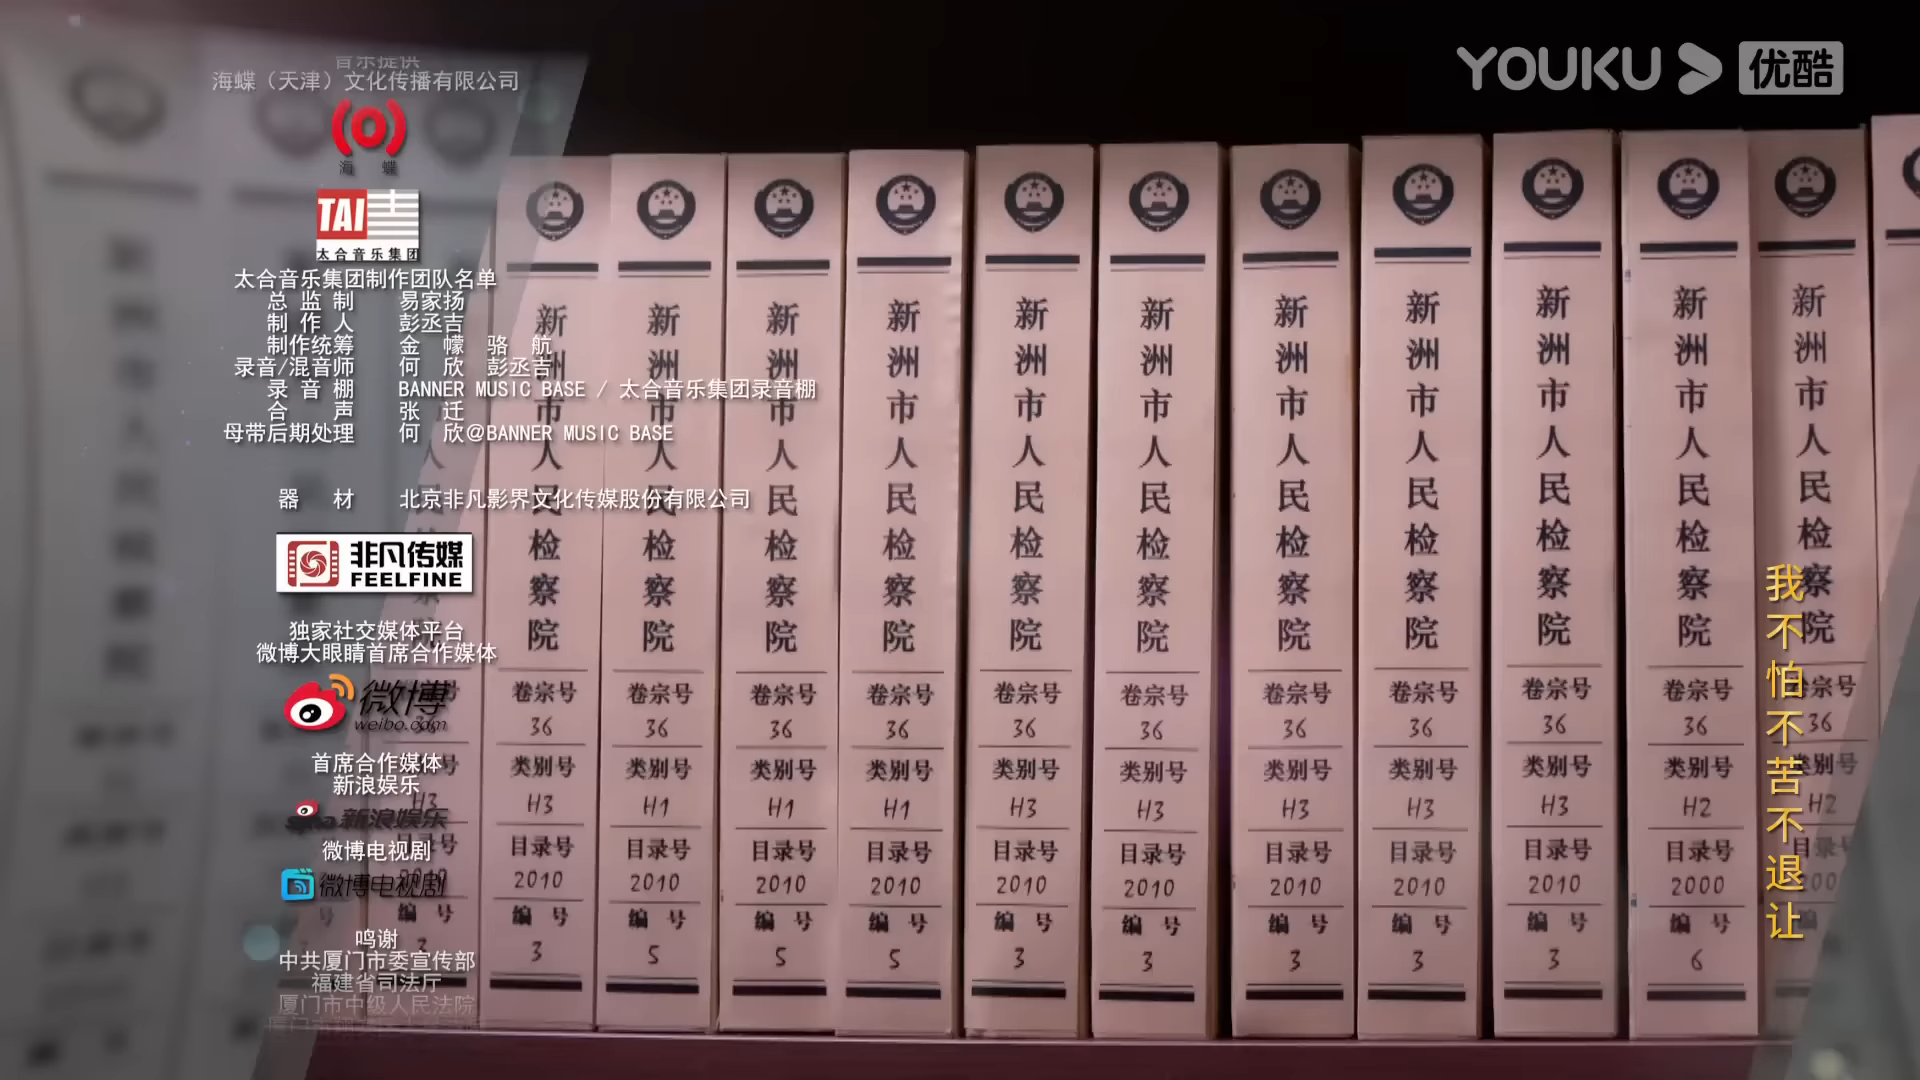 音乐提供
海蝶（天津）文化传播有限公司
海 蝶
TAI
太合音乐集团
太合音乐集团制作团队名单
总 监 制 易家扬
制 作 人 彭丞吉
制作统筹 金 幪 骆 航
录音/混音师 何 欣 彭丞吉
录 音 棚 BANNER MUSIC BASE / 太合音乐集团录音棚
合 声 张 迁
母带后期处理 何 欣@BANNER MUSIC BASE
器 材 北京非凡影界文化传媒股份有限公司
非凡传媒
FEELFINE
独家社交媒体平台
微博大眼睛首席合作媒体
微博
weibo.com
首席合作媒体
新浪娱乐
sina 新浪娱乐
微博电视剧
微博电视剧
鸣谢
中共厦门市委宣传部
福建省司法厅
厦门市中级人民法院
YOUKU 优酷
新洲市人民检察院
卷宗号
36
类别号
H3
目录号
2010
编 号
3
新洲市人民检察院
卷宗号
36
类别号
H1
目录号
2010
编 号
5
新洲市人民检察院
卷宗号
36
类别号
H1
目录号
2010
编 号
5
新洲市人民检察院
卷宗号
36
类别号
H1
目录号
2010
编 号
5
新洲市人民检察院
卷宗号
36
类别号
H3
目录号
2010
编 号
3
新洲市人民检察院
卷宗号
36
类别号
H3
目录号
2010
编 号
3
新洲市人民检察院
卷宗号
36
类别号
H3
目录号
2010
编 号
3
新洲市人民检察院
卷宗号
36
类别号
H3
目录号
2010
编 号
3
新洲市人民检察院
卷宗号
36
类别号
H3
目录号
2010
编 号
3
新洲市人民检察院
卷宗号
36
类别号
H2
目录号
2000
编 号
6
新洲市人民检察院
卷宗号
36
类别号
H2
我不怕不苦不退让